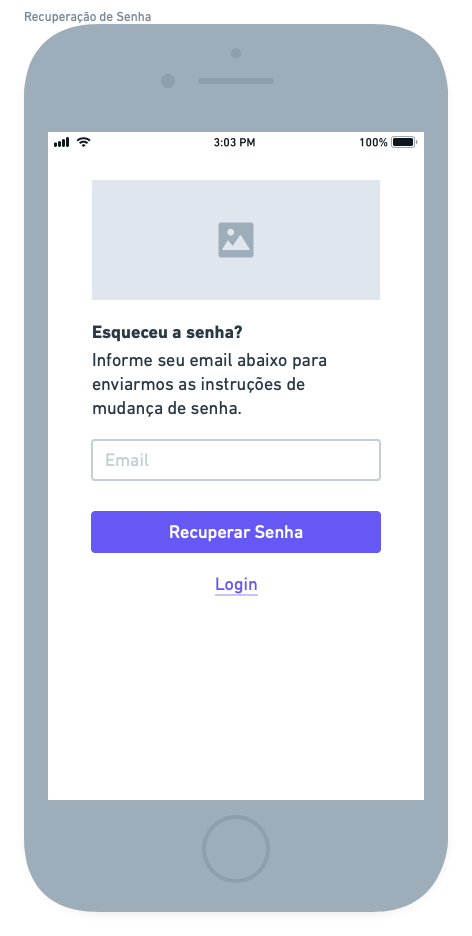 Recuperação de Senha
3:03 PM
100%
Esqueceu a senha?
Informe seu email abaixo para
enviarmos as instruções de
mudança de senha.
Email
Recuperar Senha
Login